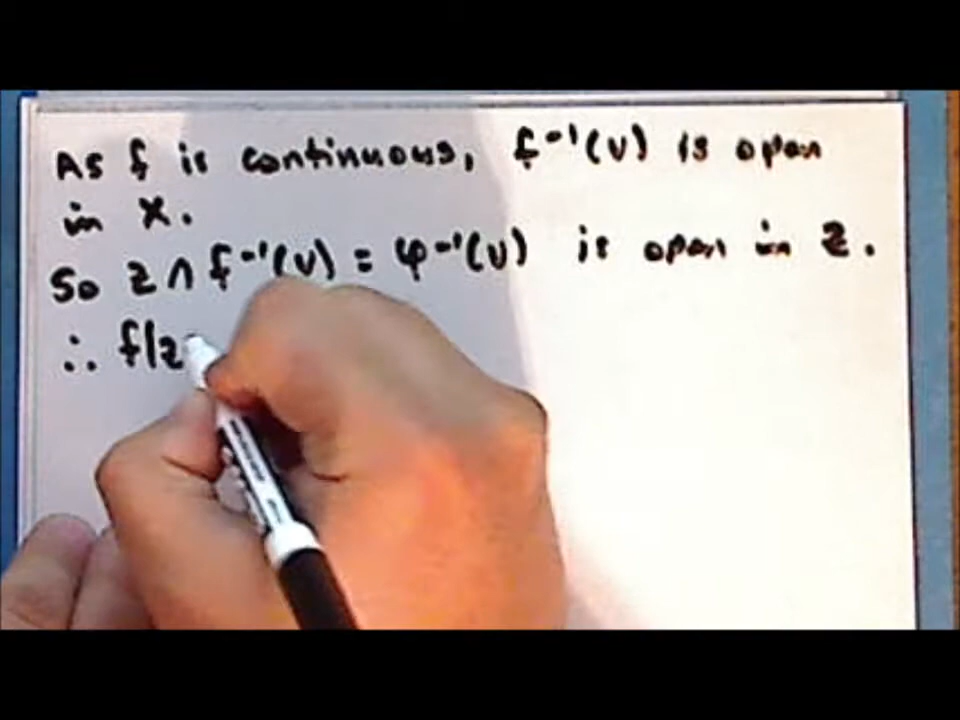 As f is continuous, f-1(V) is open
in X.
So Z ∩ f-1(V) = φ-1(V) is open in Z.
∴ f|Z